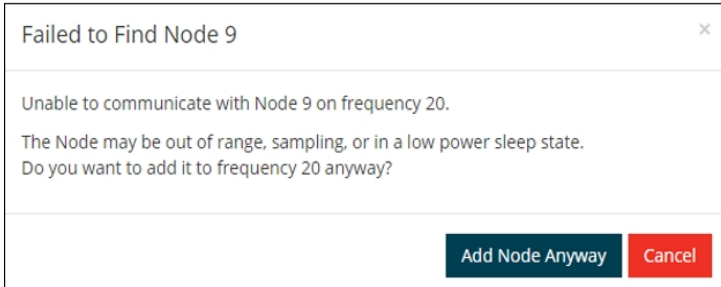 Failed to Find Node 9
×
Unable to communicate with Node 9 on frequency 20.
The Node may be out of range, sampling, or in a low power sleep state.
Do you want to add it to frequency 20 anyway?
Add Node Anyway
Cancel